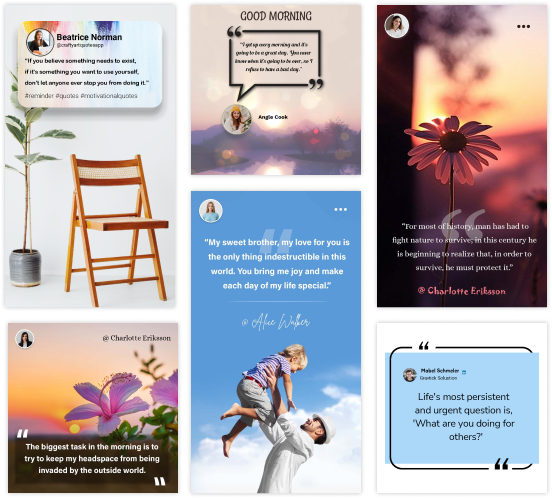 Beatrice Norman
@craftyartquotesapp
"If you believe something needs to exist,
if it's something you want to use yourself,
don't let anyone ever stop you from doing it."
#reminder #quotes #motivationalquotes
GOOD MORNING
"I get up every morning and it's
going to be a great day. You never
know when it's going to be over, so I
refuse to have a bad day."
Angle Cook
"For most of history, man has had to
fight nature to survive; in this century he
is beginning to realize that, in order to
survive, he must protect it."
@ Charlotte Eriksson
"My sweet brother, my love for you is
the only thing indestructible in this
world. You bring me joy and make
each day of my life special."
@ Alice Walker
@ Charlotte Eriksson
The biggest task in the morning is to
try to keep my headspace from being
invaded by the outside world.
Mabel Schmeler
Grantok Soluation
Life's most persistent
and urgent question is,
'What are you doing for
others?'